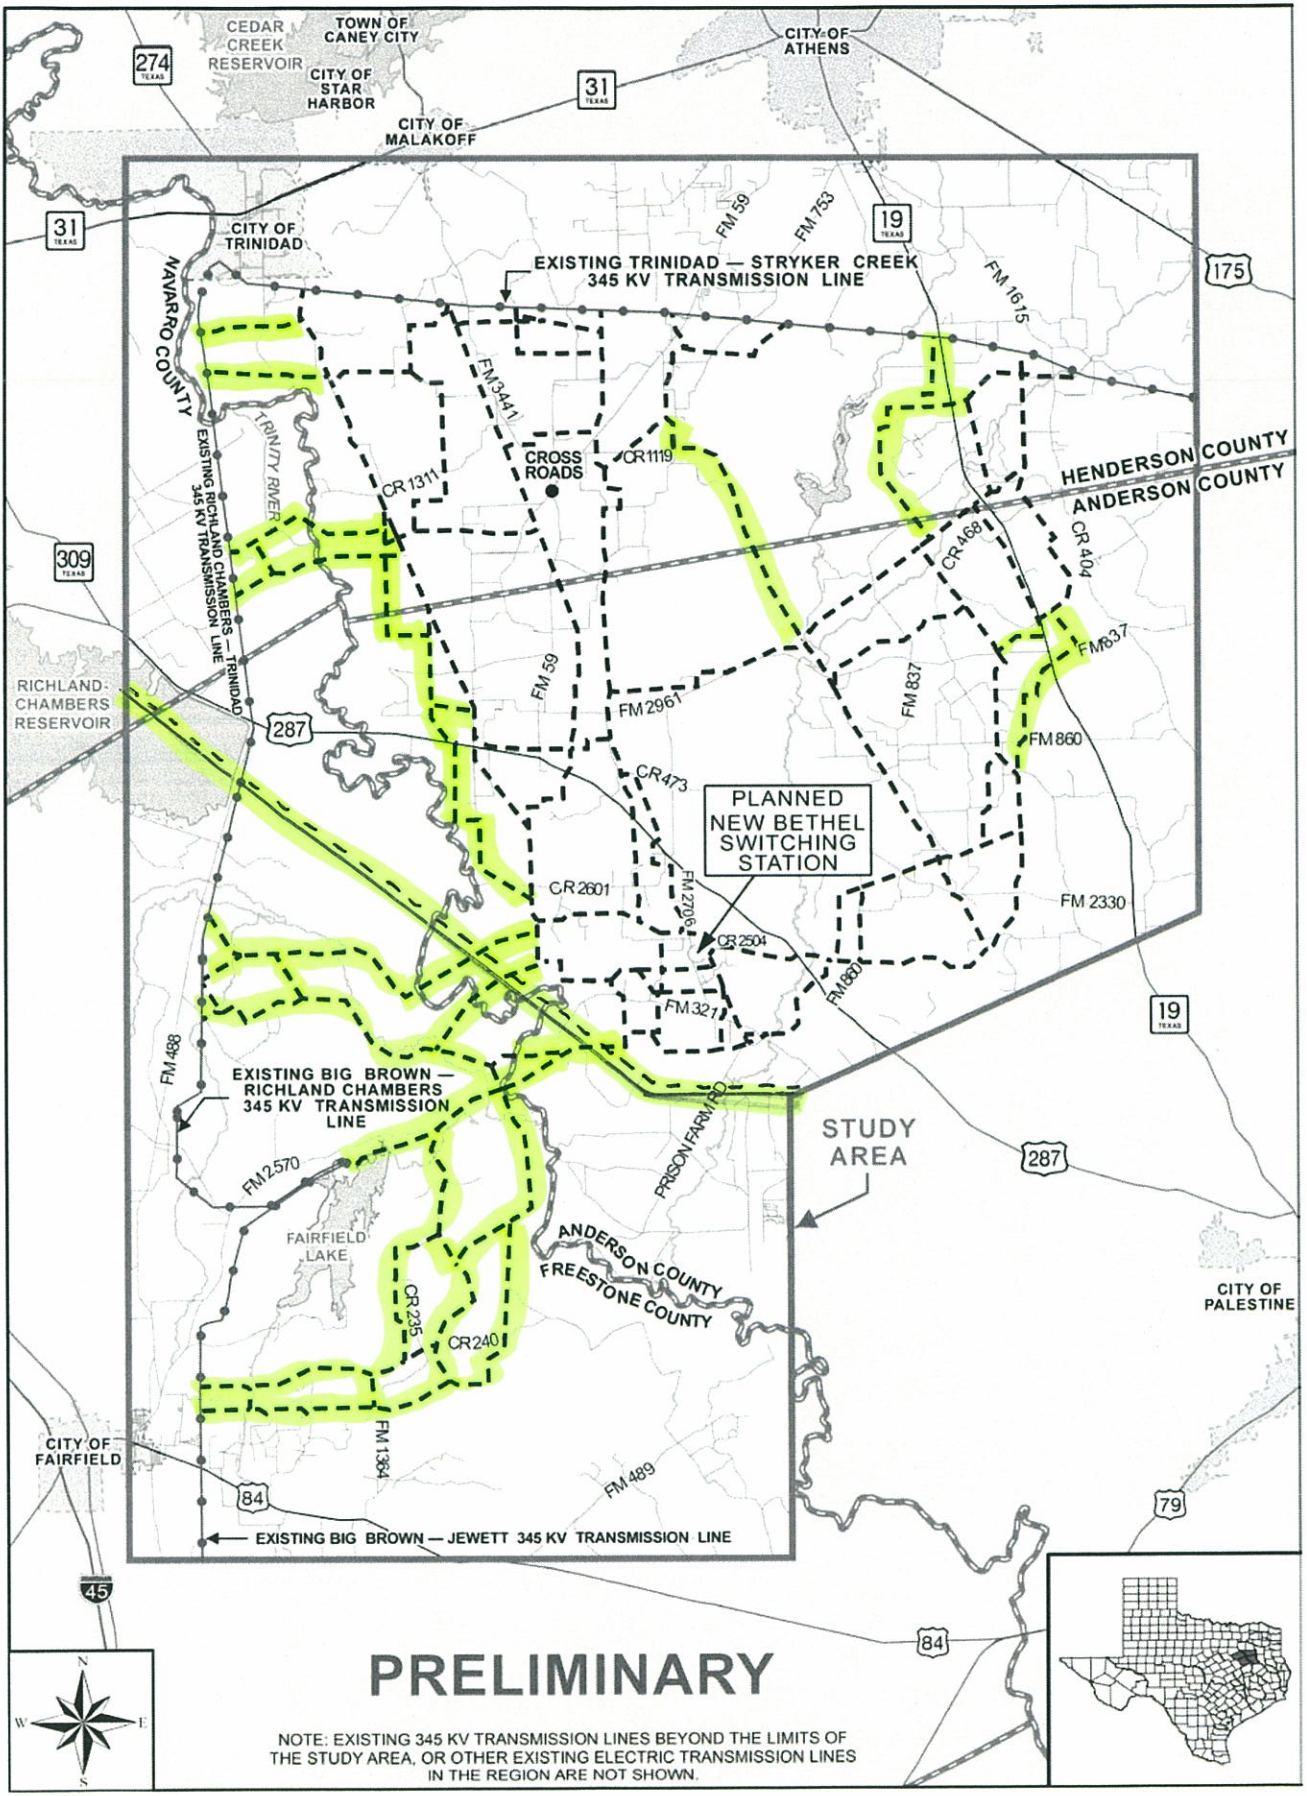 CEDAR
CREEK
RESERVOIR
TOWN OF
CANEY CITY
CITY OF
ATHENS
274
TEXAS
CITY OF
STAR
HARBOR
31
TEXAS
CITY OF
MALAKOFF
31
TEXAS
CITY OF
TRINIDAD
FM 59
FM 753
19
TEXAS
175
EXISTING TRINIDAD — STRYKER CREEK
345 KV TRANSMISSION LINE
FM 1615
NAVARRO COUNTY
FM 3441
TRINITY RIVER
EXISTING RICHLAND CHAMBERS — TRINIDAD
345 KV TRANSMISSION LINE
CR 1311
CROSS
ROADS
CR 1119
HENDERSON COUNTY
ANDERSON COUNTY
309
TEXAS
CR 468
CR 404
RICHLAND-
CHAMBERS
RESERVOIR
FM 59
FM 2961
FM 837
FM 837
287
FM 860
CR 473
PLANNED
NEW BETHEL
SWITCHING
STATION
CR 2601
FM 2706
CR 2504
FM 2330
FM 321
FM 860
19
TEXAS
FM 488
EXISTING BIG BROWN —
RICHLAND CHAMBERS
345 KV TRANSMISSION
LINE
PRISON FARM RD
STUDY
AREA
287
FM 2570
FAIRFIELD
LAKE
ANDERSON COUNTY
FREESTONE COUNTY
CITY OF
PALESTINE
CR 235
CR 240
CITY OF
FAIRFIELD
FM 1364
FM 489
84
79
EXISTING BIG BROWN — JEWETT 345 KV TRANSMISSION LINE
45
84
N
W
E
S
PRELIMINARY
NOTE: EXISTING 345 KV TRANSMISSION LINES BEYOND THE LIMITS OF
THE STUDY AREA, OR OTHER EXISTING ELECTRIC TRANSMISSION LINES
IN THE REGION ARE NOT SHOWN.